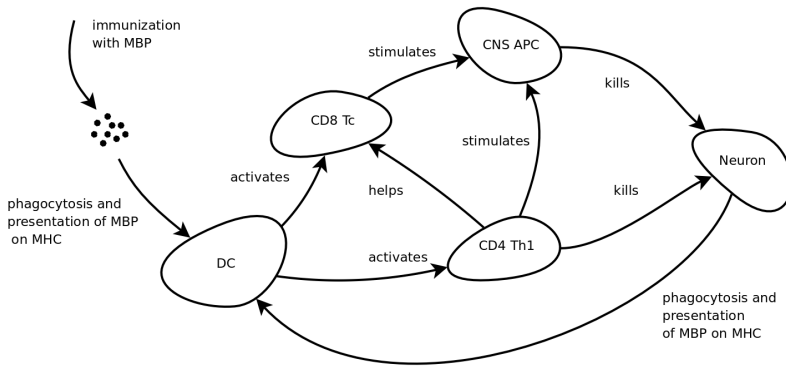 immunization
with MBP
CNS APC
stimulates
kills
CD8 Tc
stimulates
Neuron
activates
helps
kills
phagocytosis and
presentation of MBP
on MHC
DC
activates
CD4 Th1
phagocytosis and
presentation
of MBP on MHC